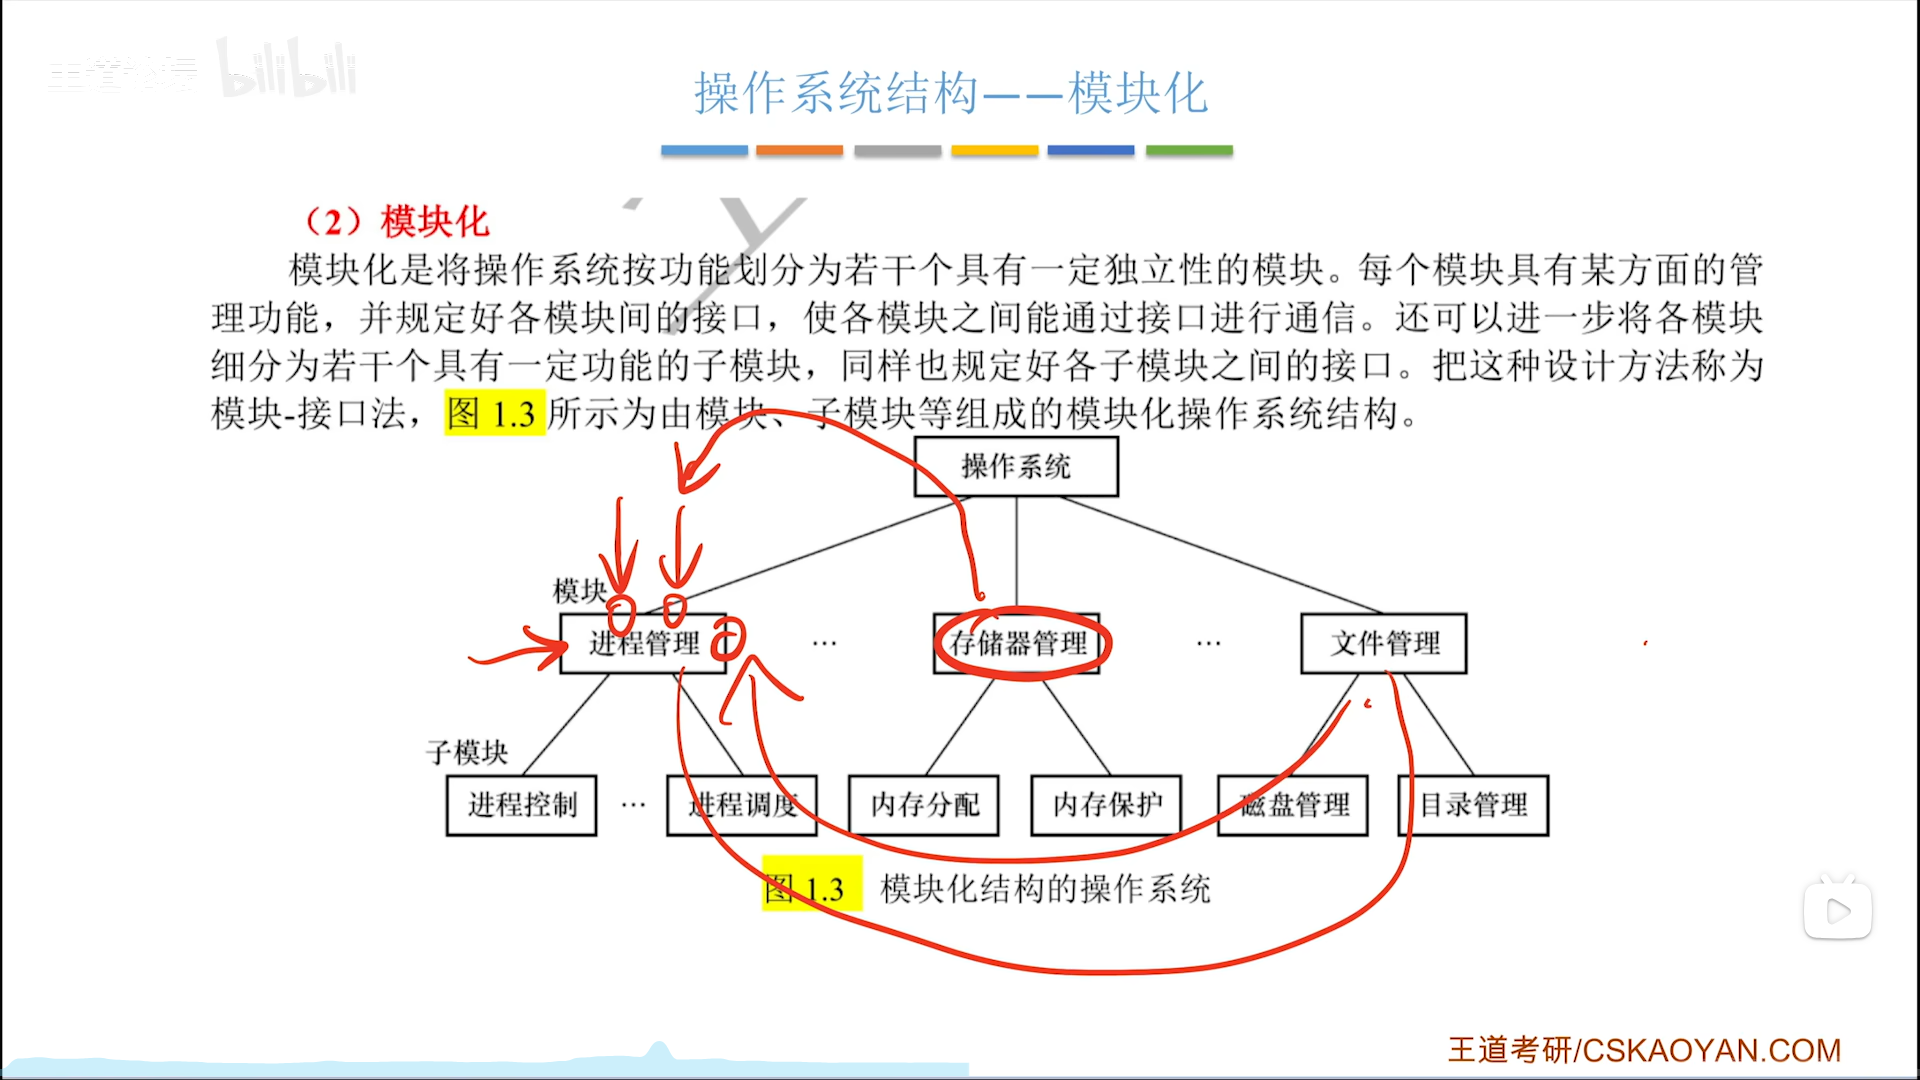 王道论坛 bilibili
操作系统结构——模块化
（2）模块化
模块化是将操作系统按功能划分为若干个具有一定独立性的模块。每个模块具有某方面的管
理功能，并规定好各模块间的接口，使各模块之间能通过接口进行通信。还可以进一步将各模块
细分为若干个具有一定功能的子模块，同样也规定好各子模块之间的接口。把这种设计方法称为
模块-接口法，图 1.3 所示为由模块、子模块等组成的模块化操作系统结构。
操作系统
模块
进程管理 … 存储器管理 … 文件管理
子模块
进程控制 … 进程调度 内存分配 内存保护 磁盘管理 目录管理
图 1.3 模块化结构的操作系统
王道考研/CSKAOYAN.COM